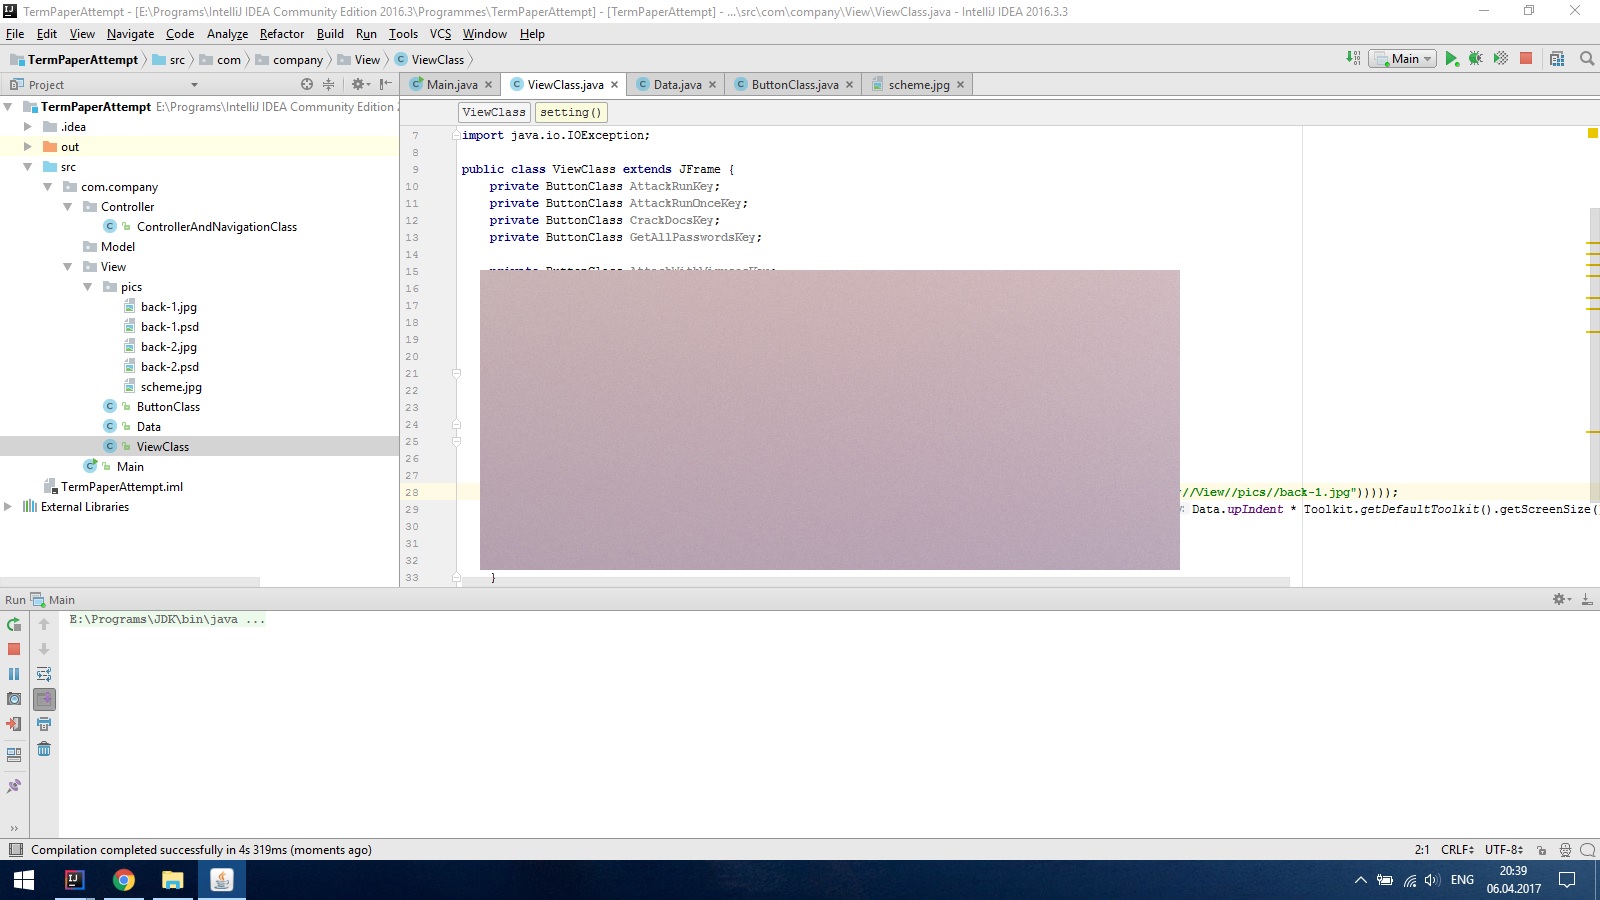 TermPaperAttempt - [E:\Programs\IntelliJ IDEA Community Edition 2016.3\Programmes\TermPaperAttempt] - [TermPaperAttempt] - ...\src\com\company\View\ViewClass.java - IntelliJ IDEA 2016.3.3
File Edit View Navigate Code Analyze Refactor Build Run Tools VCS Window Help
TermPaperAttempt src com company View ViewClass Main
Project
Main.java ViewClass.java Data.java ButtonClass.java scheme.jpg
TermPaperAttempt E:\Programs\IntelliJ IDEA Community Edition 2
.idea
out
src
com.company
Controller
ControllerAndNavigationClass
Model
View
pics
back-1.jpg
back-1.psd
back-2.jpg
back-2.psd
scheme.jpg
ButtonClass
Data
ViewClass
Main
TermPaperAttempt.iml
External Libraries
ViewClass setting()
7 import java.io.IOException;
8
9 public class ViewClass extends JFrame {
10 private ButtonClass AttackRunKey;
11 private ButtonClass AttackRunOnceKey;
12 private ButtonClass CrackDocsKey;
13 private ButtonClass GetAllPasswordsKey;
14
15 private ButtonClass
16
17
18
19
20
21
22
23
24
25
26
27
28 //View//pics//back-1.jpg")))));
29 Data.upIndent * Toolkit.getDefaultToolkit().getScreenSize()
30
31
32
33 }
Run Main
E:\Programs\JDK\bin\java ...
Compilation completed successfully in 4s 319ms (moments ago)
2:1 CRLF UTF-8
ENG
20:39
06.04.2017